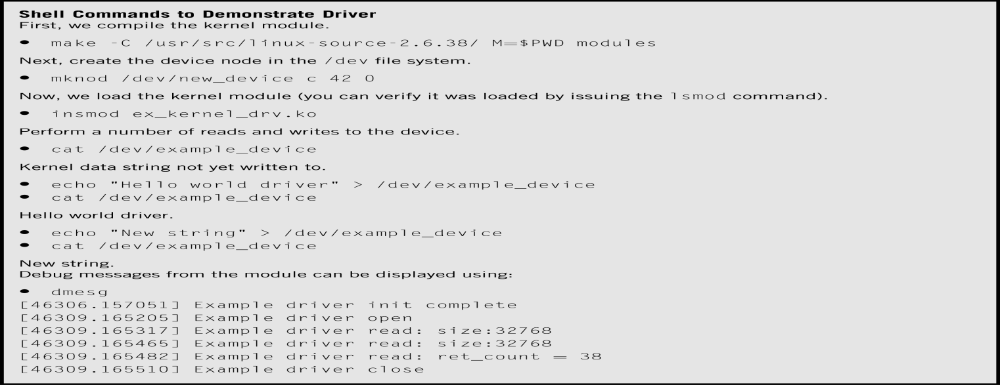 Shell Commands to Demonstrate Driver
First, we compile the kernel module.
• make -C /usr/src/linux-source-2.6.38/ M=$PWD modules
Next, create the device node in the /dev file system.
• mknod /dev/new_device c 42 0
Now, we load the kernel module (you can verify it was loaded by issuing the lsmod command).
• insmod ex_kernel_drv.ko
Perform a number of reads and writes to the device.
• cat /dev/example_device
Kernel data string not yet written to.
• echo "Hello world driver" > /dev/example_device
• cat /dev/example_device
Hello world driver.
• echo "New string" > /dev/example_device
• cat /dev/example_device
New string.
Debug messages from the module can be displayed using:
• dmesg
[46306.157051] Example driver init complete
[46309.165205] Example driver open
[46309.165317] Example driver read: size:32768
[46309.165465] Example driver read: size:32768
[46309.165482] Example driver read: ret_count = 38
[46309.165510] Example driver close